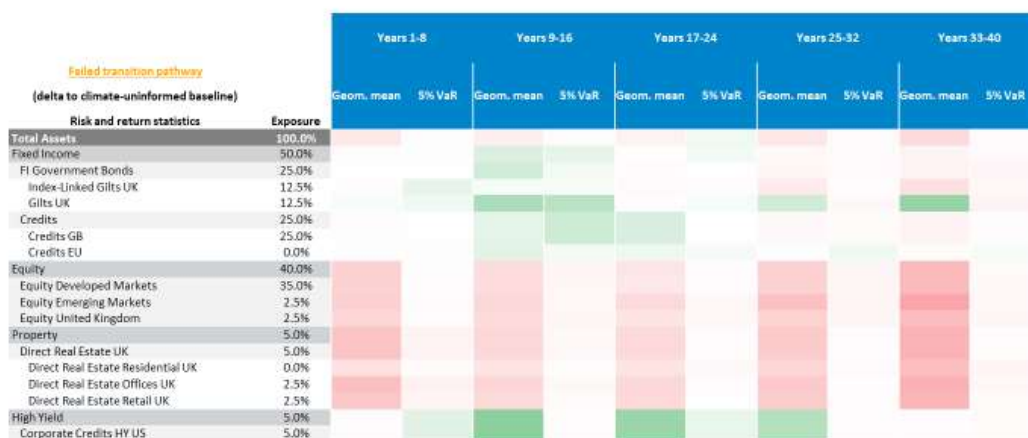 Years 1-8 Years 9-16 Years 17-24 Years 25-32 Years 33-40
Failed transition pathway
(delta to climate-uninformed baseline) Geom. mean 5% VaR Geom. mean 5% VaR Geom. mean 5% VaR Geom. mean 5% VaR Geom. mean 5% VaR
Risk and return statistics Exposure
Total Assets 100.0%
Fixed Income 50.0%
FI Government Bonds 25.0%
Index-Linked Gilts UK 12.5%
Gilts UK 12.5%
Credits 25.0%
Credits GB 25.0%
Credits EU 0.0%
Equity 40.0%
Equity Developed Markets 35.0%
Equity Emerging Markets 2.5%
Equity United Kingdom 2.5%
Property 5.0%
Direct Real Estate UK 5.0%
Direct Real Estate Residential UK 0.0%
Direct Real Estate Offices UK 2.5%
Direct Real Estate Retail UK 2.5%
High Yield 5.0%
Corporate Credits HY US 5.0%